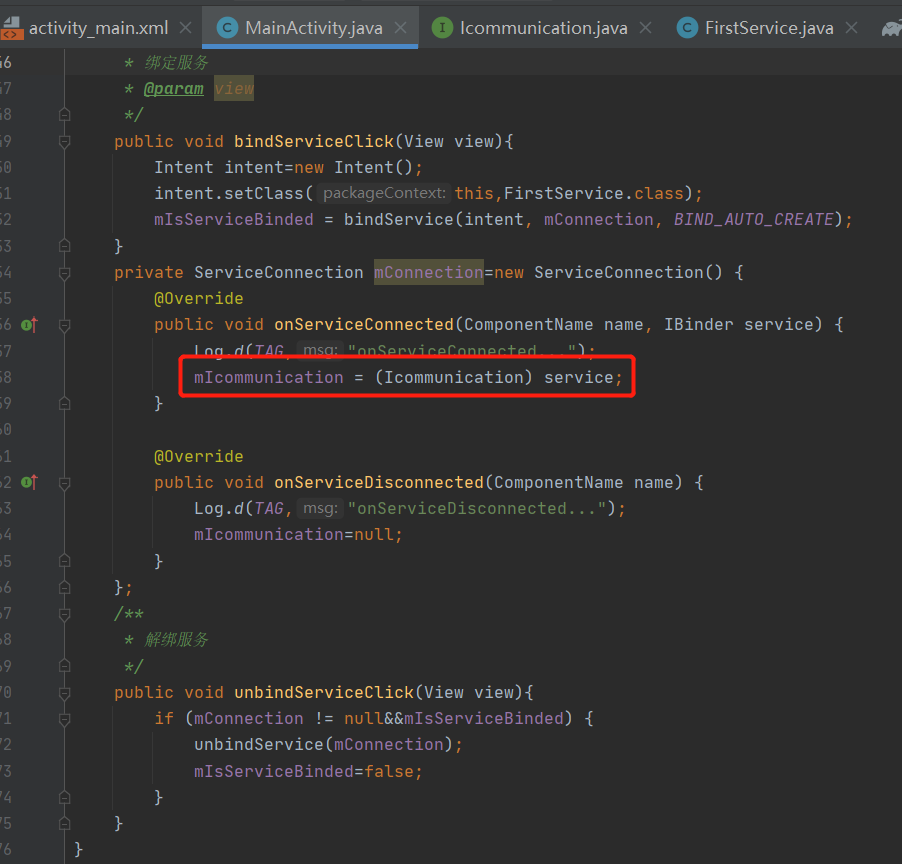 activity_main.xml MainActivity.java Icommunication.java FirstService.java
* 绑定服务
* @param view
*/
public void bindServiceClick(View view){
Intent intent=new Intent();
intent.setClass( packageContext: this,FirstService.class);
mIsServiceBinded = bindService(intent, mConnection, BIND_AUTO_CREATE);
}
private ServiceConnection mConnection=new ServiceConnection() {
@Override
public void onServiceConnected(ComponentName name, IBinder service) {
Log.d(TAG, msg: "onServiceConnected...");
mIcommunication = (Icommunication) service;
}
@Override
public void onServiceDisconnected(ComponentName name) {
Log.d(TAG, msg: "onServiceDisconnected...");
mIcommunication=null;
}
};
/**
* 解绑服务
*/
public void unbindServiceClick(View view){
if (mConnection != null&&mIsServiceBinded) {
unbindService(mConnection);
mIsServiceBinded=false;
}
}
}